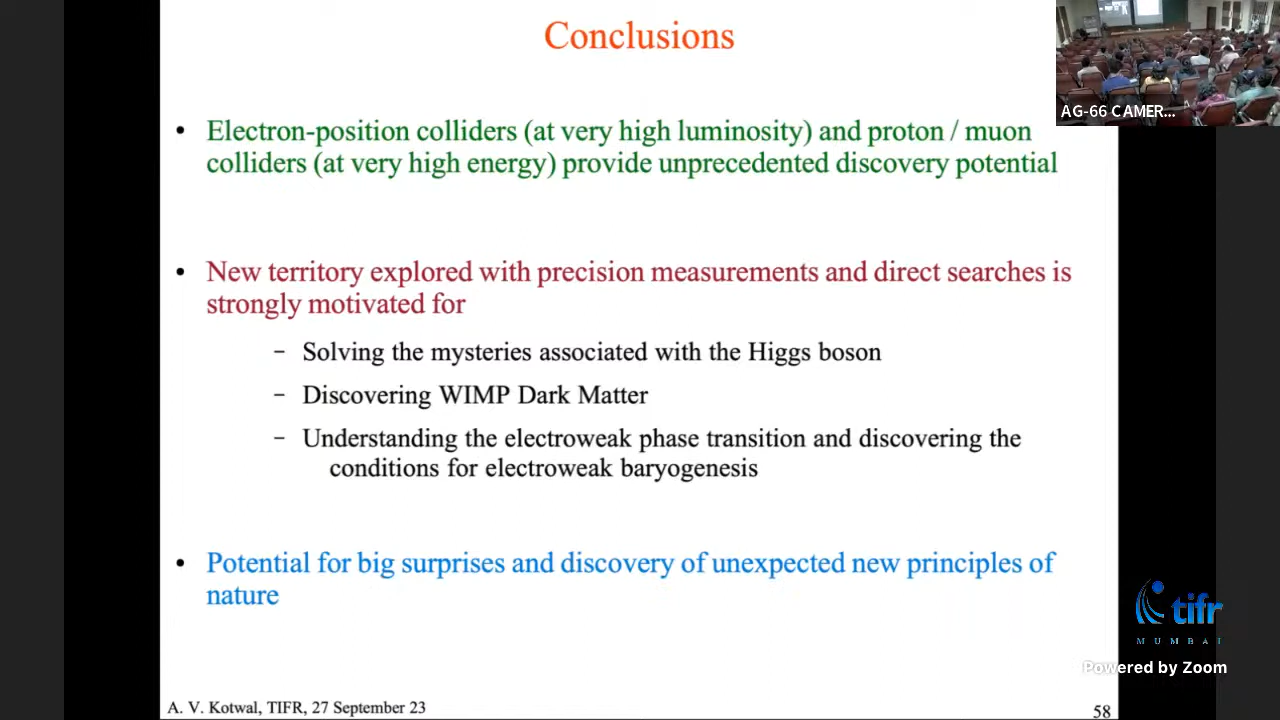 Conclusions
AG-66 CAMER...
• Electron-position colliders (at very high luminosity) and proton / muon
colliders (at very high energy) provide unprecedented discovery potential
• New territory explored with precision measurements and direct searches is
strongly motivated for
– Solving the mysteries associated with the Higgs boson
– Discovering WIMP Dark Matter
– Understanding the electroweak phase transition and discovering the
conditions for electroweak baryogenesis
• Potential for big surprises and discovery of unexpected new principles of
nature
tifr
MUMBAI
Powered by Zoom
A. V. Kotwal, TIFR, 27 September 23
58